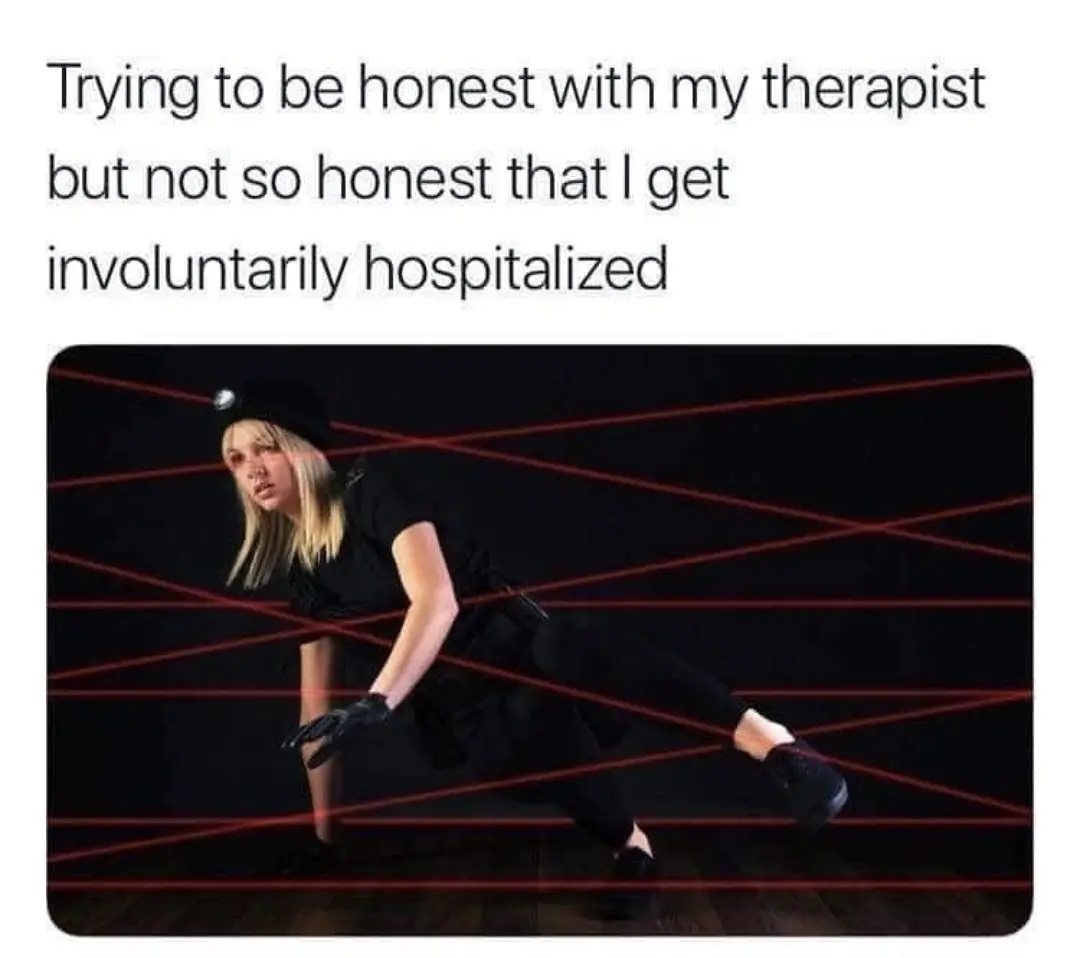 Trying to be honest with my therapist
but not so honest that I get
involuntarily hospitalized